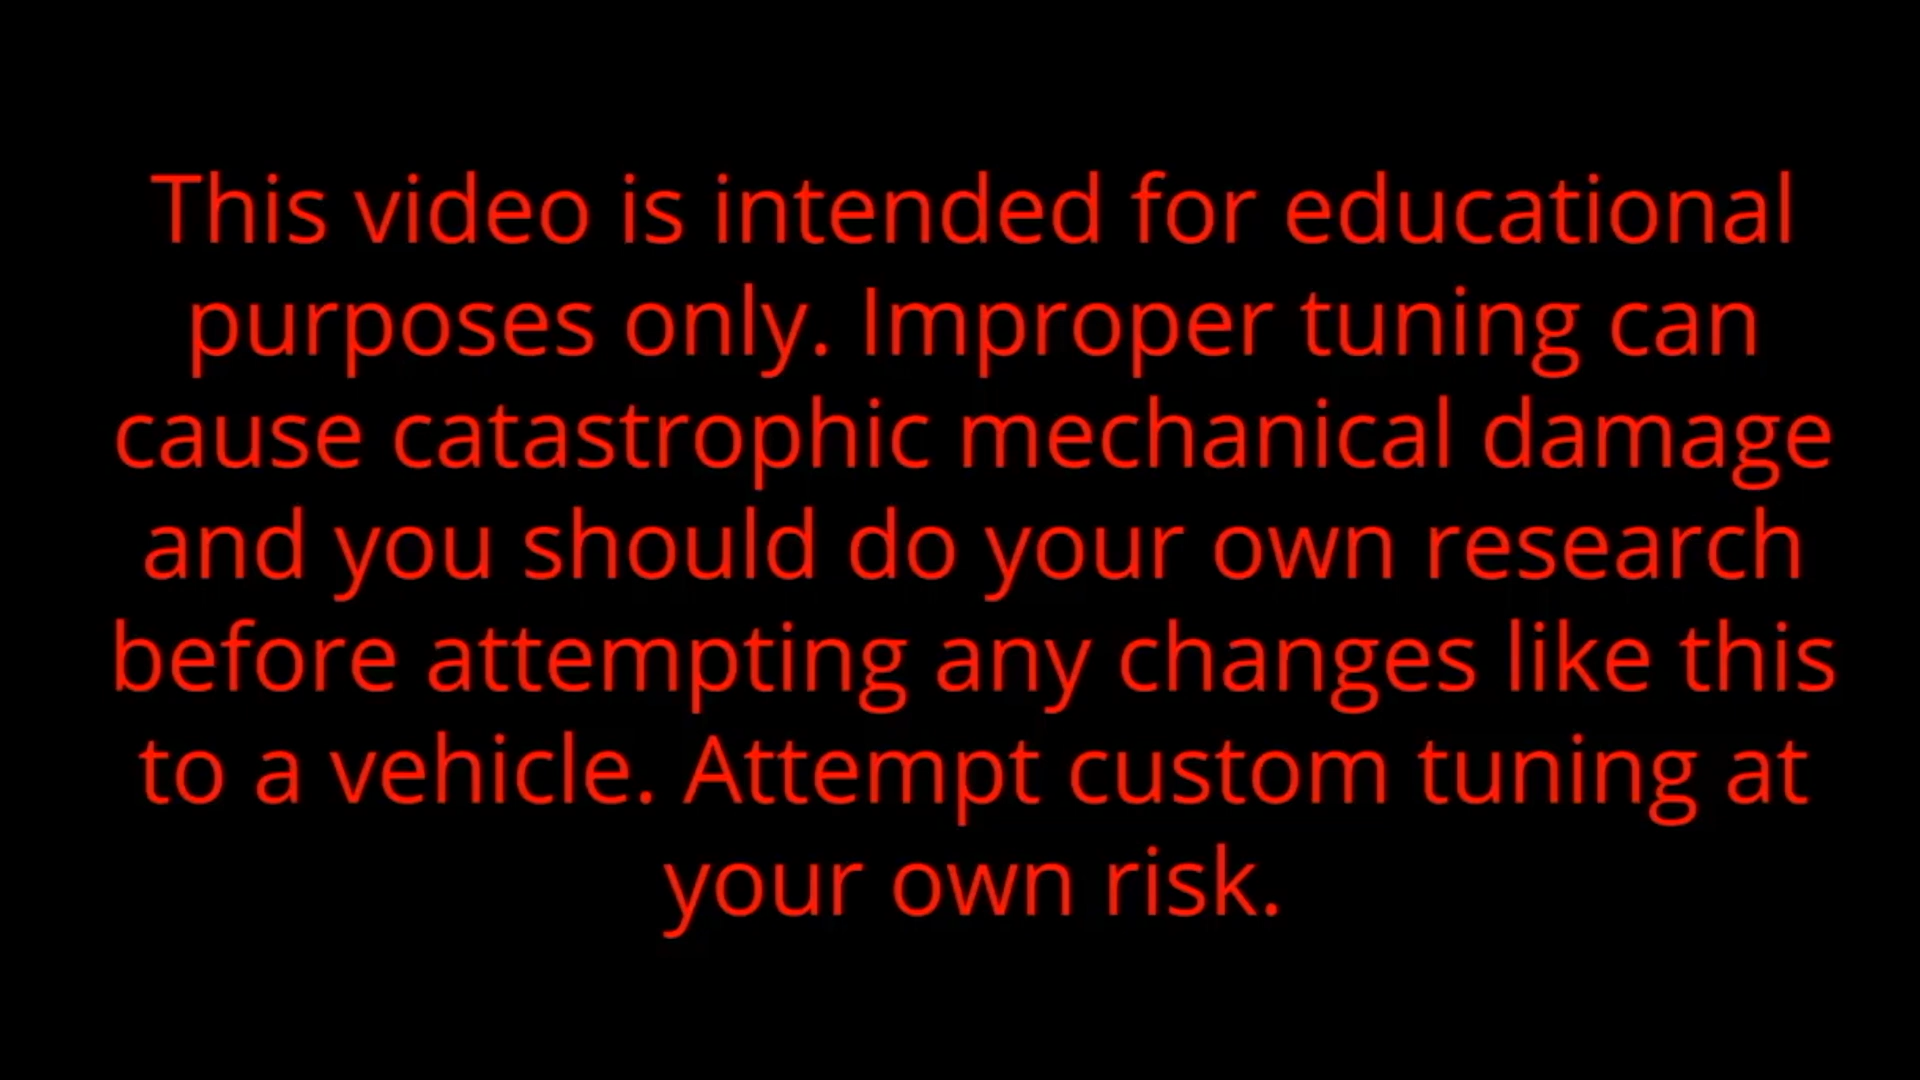 This video is intended for educational
purposes only. Improper tuning can
cause catastrophic mechanical damage
and you should do your own research
before attempting any changes like this
to a vehicle. Attempt custom tuning at
your own risk.